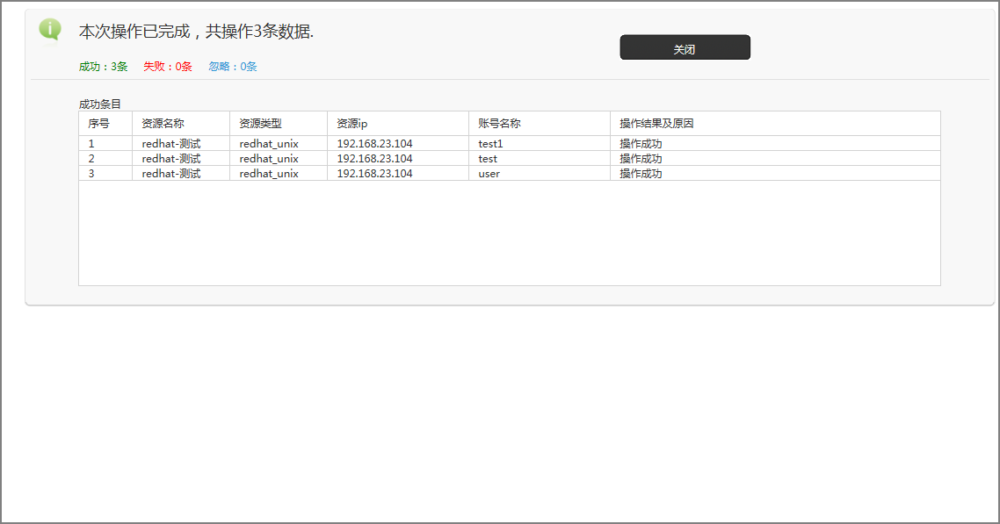 本次操作已完成，共操作3条数据.
关闭
成功：3条 失败：0条 忽略：0条
成功条目
序号 资源名称 资源类型 资源ip 账号名称 操作结果及原因
1 redhat-测试 redhat_unix 192.168.23.104 test1 操作成功
2 redhat-测试 redhat_unix 192.168.23.104 test 操作成功
3 redhat-测试 redhat_unix 192.168.23.104 user 操作成功